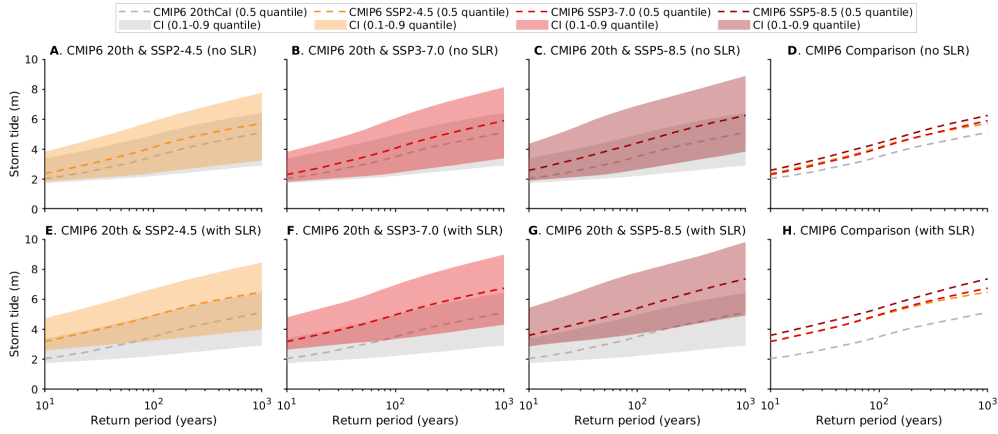 CMIP6 20thCal (0.5 quantile) CMIP6 SSP2-4.5 (0.5 quantile) CMIP6 SSP3-7.0 (0.5 quantile) CMIP6 SSP5-8.5 (0.5 quantile)
CI (0.1-0.9 quantile) CI (0.1-0.9 quantile) CI (0.1-0.9 quantile) CI (0.1-0.9 quantile)
A. CMIP6 20th & SSP2-4.5 (no SLR)
B. CMIP6 20th & SSP3-7.0 (no SLR)
C. CMIP6 20th & SSP5-8.5 (no SLR)
D. CMIP6 Comparison (no SLR)
Storm tide (m)
10
8
6
4
2
0
E. CMIP6 20th & SSP2-4.5 (with SLR)
F. CMIP6 20th & SSP3-7.0 (with SLR)
G. CMIP6 20th & SSP5-8.5 (with SLR)
H. CMIP6 Comparison (with SLR)
Storm tide (m)
10
8
6
4
2
0
10¹ 10² 10³
10¹ 10² 10³
10¹ 10² 10³
10¹ 10² 10³
Return period (years)
Return period (years)
Return period (years)
Return period (years)